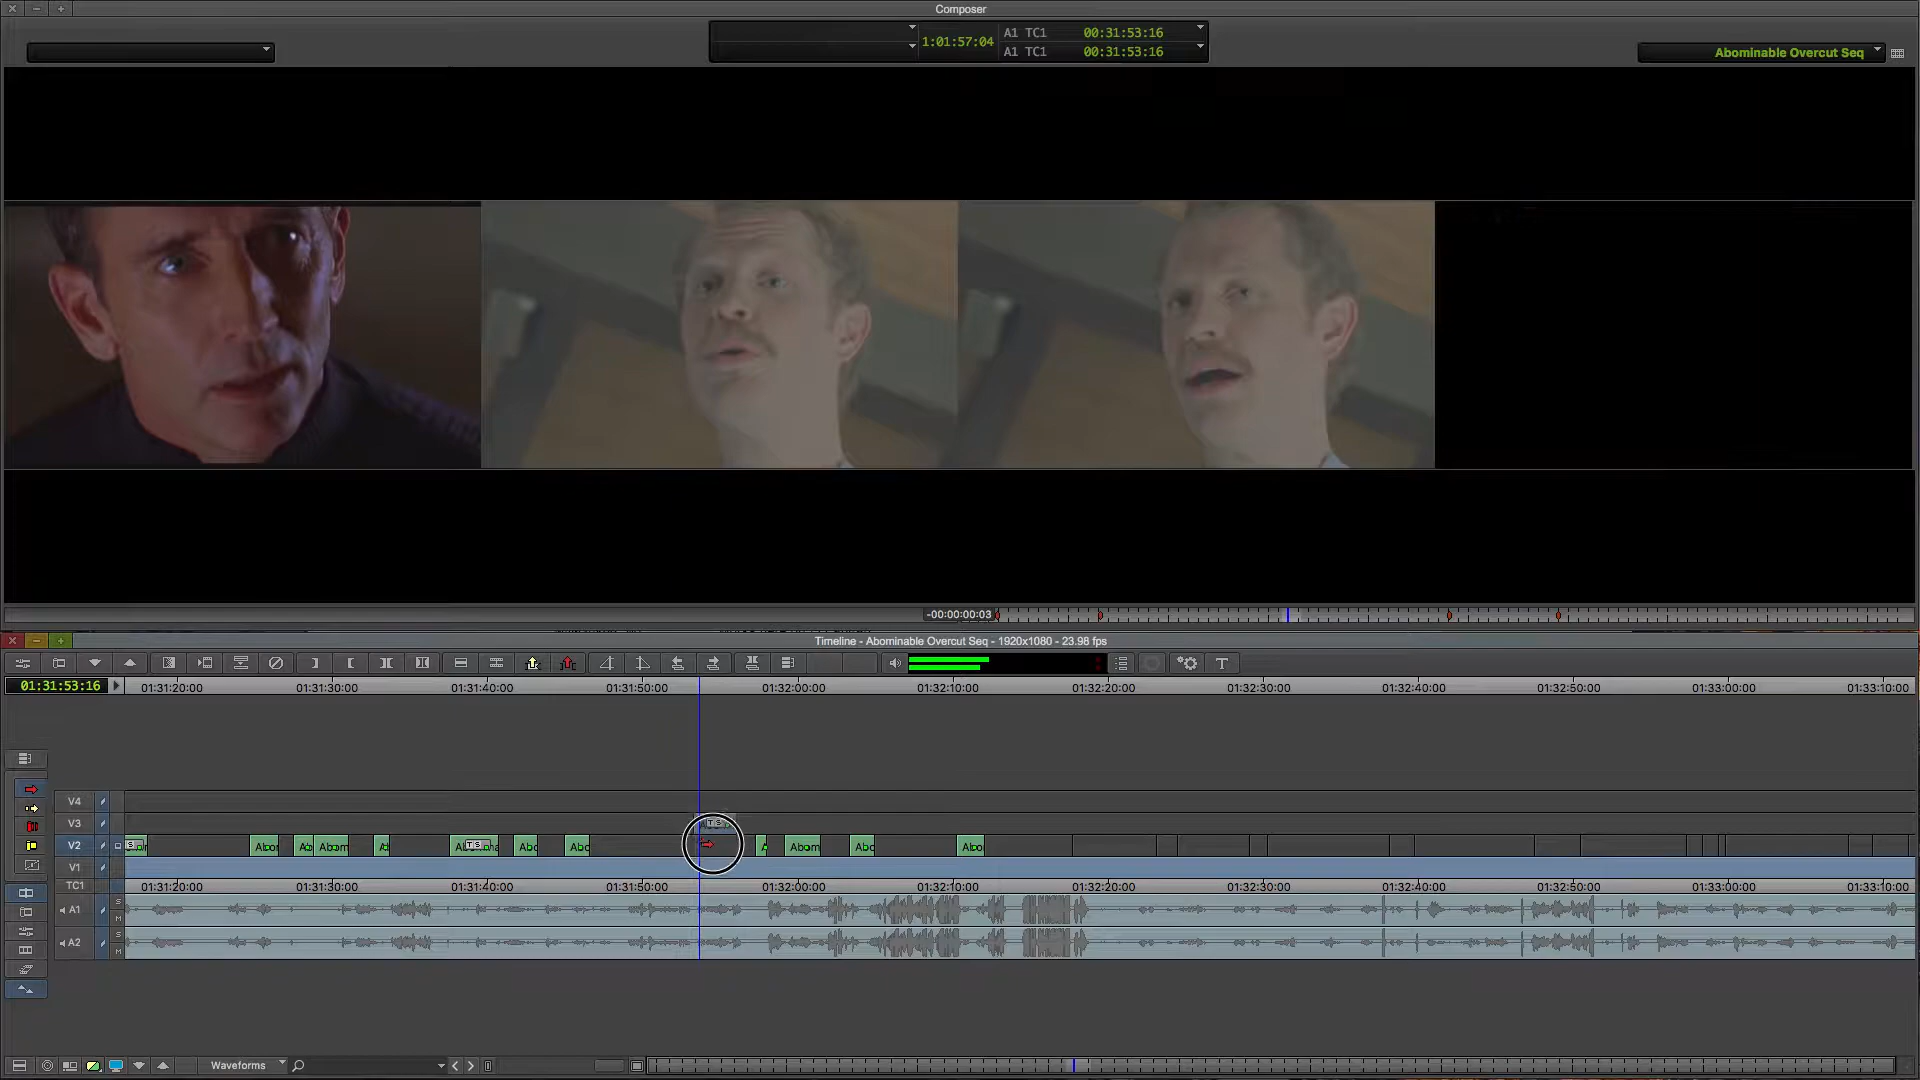 Composer
1:01:57:04
A1 TC1 00:31:53:16
A1 TC1 00:31:53:16
Abominable Overcut Seq
-00:00:00:03
Timeline - Abominable Overcut Seq - 1920x1080 - 23.98 fps
01:31:53:16
01:31:20:00 01:31:30:00 01:31:40:00 01:31:50:00 01:32:00:00 01:32:10:00 01:32:20:00 01:32:30:00 01:32:40:00 01:32:50:00 01:33:00:00 01:33:10:00
V4
V3 T S
V2 S Abor Ab Abom T S Abc Abc A Abom Abc Abor
V1
TC1 01:31:20:00 01:31:30:00 01:31:40:00 01:31:50:00 01:32:00:00 01:32:10:00 01:32:20:00 01:32:30:00 01:32:40:00 01:32:50:00 01:33:00:00 01:33:10:00
A1 S M
A2 S M
Waveforms